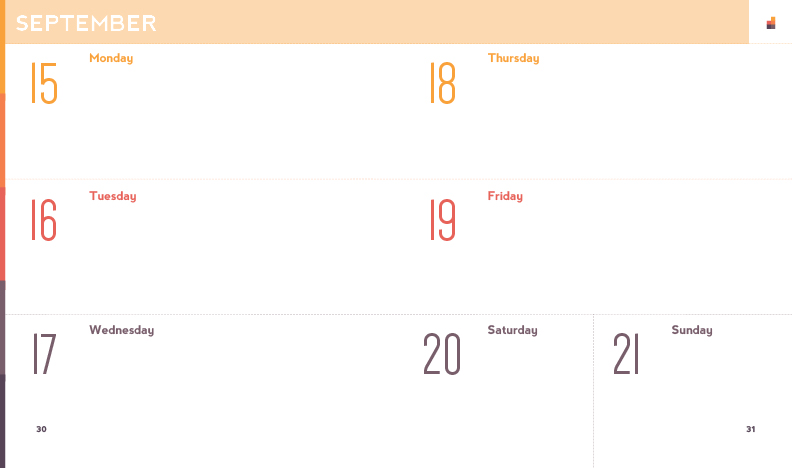 SEPTEMBER
Monday
15
Tuesday
16
Wednesday
17
30
Thursday
18
Friday
19
Saturday
20
Sunday
21
31